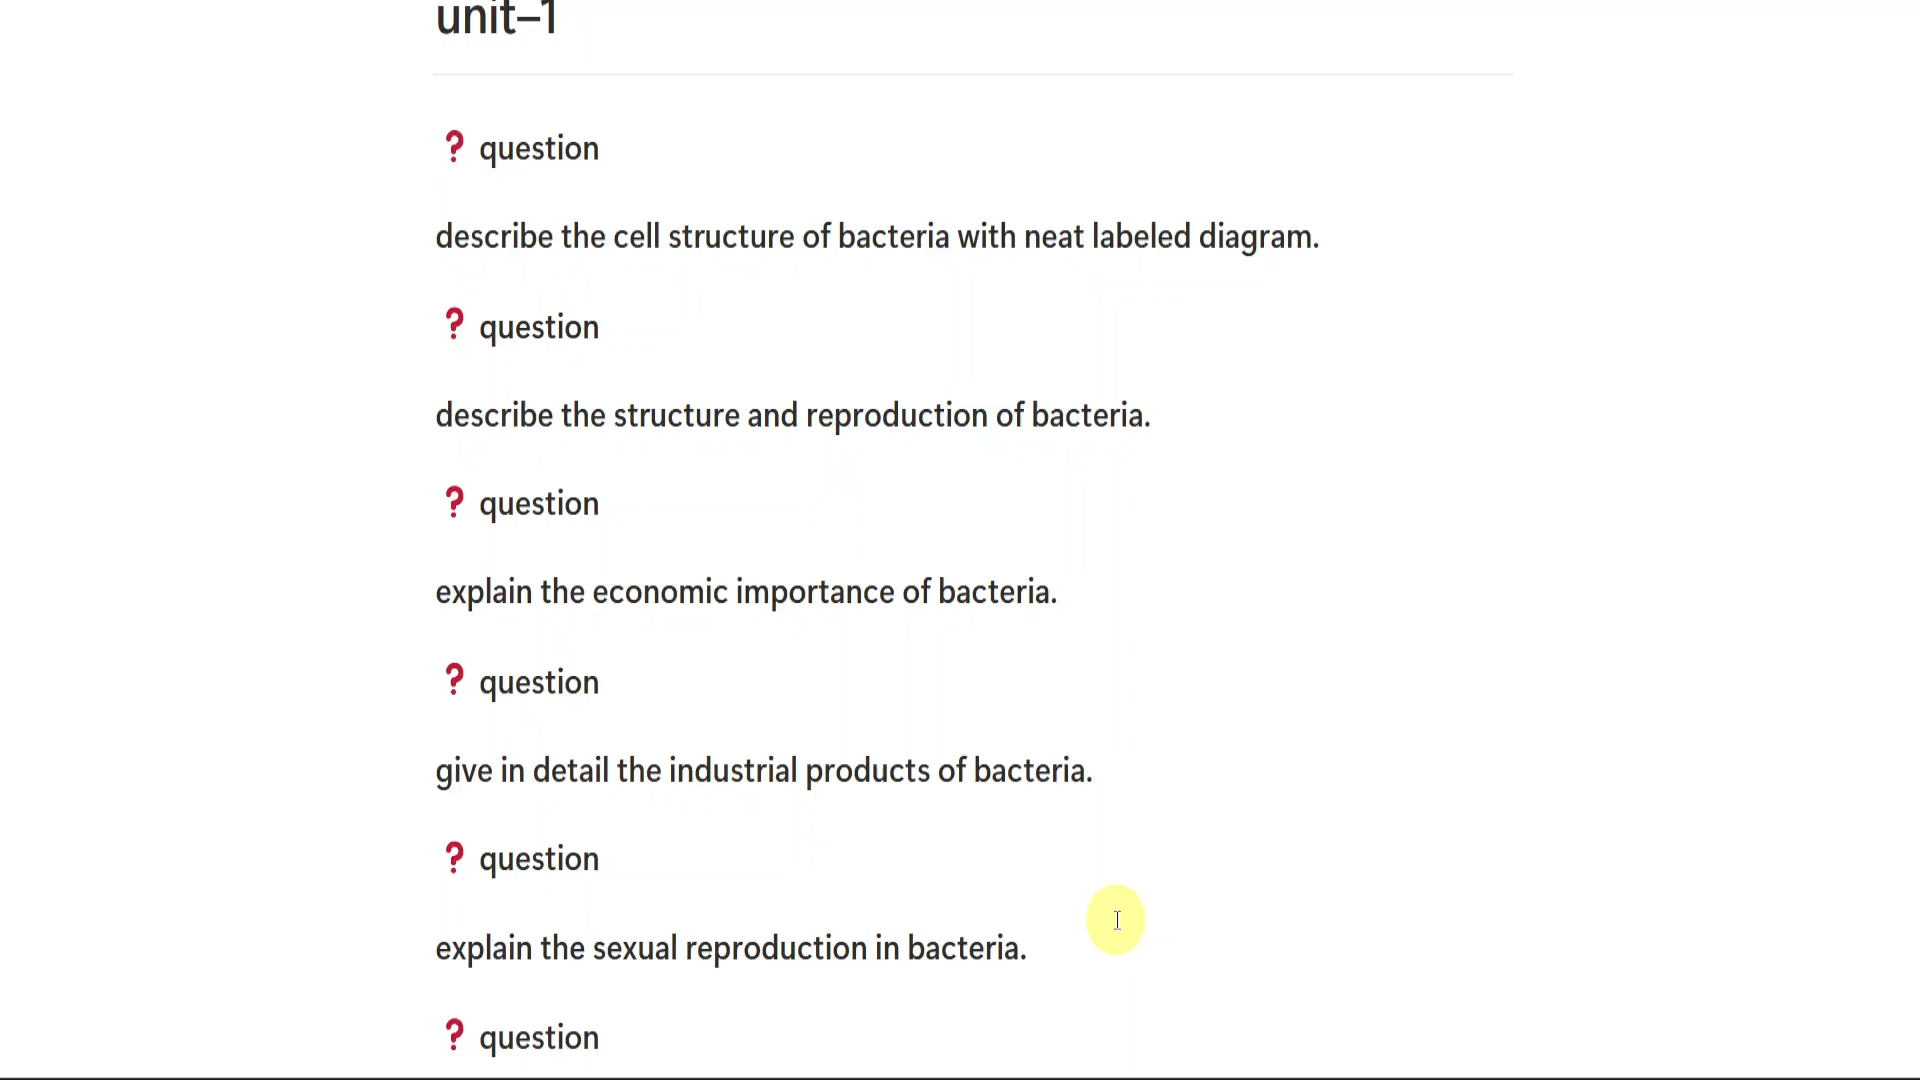 unit–1
❓ question
describe the cell structure of bacteria with neat labeled diagram.
❓ question
describe the structure and reproduction of bacteria.
❓ question
explain the economic importance of bacteria.
❓ question
give in detail the industrial products of bacteria.
❓ question
explain the sexual reproduction in bacteria.
❓ question